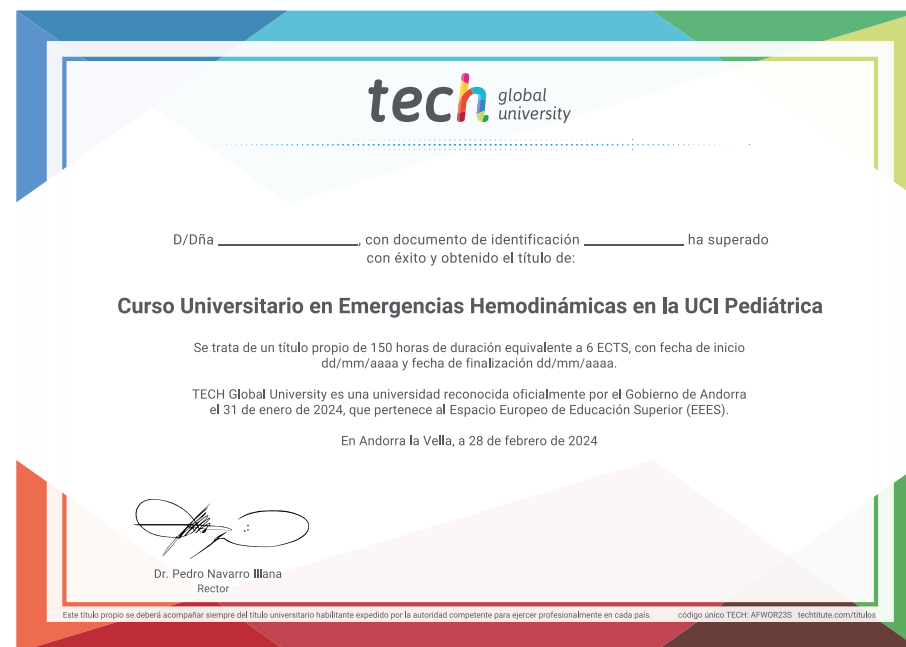 tech global
university
D/Dña ____________________, con documento de identificación ______________ ha superado
con éxito y obtenido el título de:
Curso Universitario en Emergencias Hemodinámicas en la UCI Pediátrica
Se trata de un título propio de 150 horas de duración equivalente a 6 ECTS, con fecha de inicio
dd/mm/aaaa y fecha de finalización dd/mm/aaaa.
TECH Global University es una universidad reconocida oficialmente por el Gobierno de Andorra
el 31 de enero de 2024, que pertenece al Espacio Europeo de Educación Superior (EEES).
En Andorra la Vella, a 28 de febrero de 2024
Dr. Pedro Navarro Illana
Rector
Este título propio se deberá acompañar siempre del título universitario habilitante expedido por la autoridad competente para ejercer profesionalmente en cada país. código único TECH: AFWOR23S techtitute.com/titulos